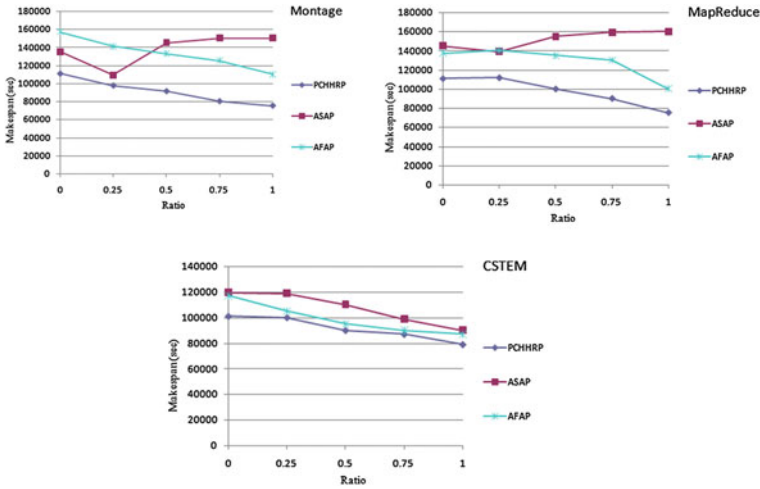 Montage
180000
160000
140000
120000
100000
80000
60000
40000
20000
0
Makespan(sec)
0 0.25 0.5 0.75 1
Ratio
PCHHRP
ASAP
AFAP
MapReduce
180000
160000
140000
120000
100000
80000
60000
40000
20000
0
Makespan(sec)
0 0.25 0.5 0.75 1
Ratio
PCHHRP
ASAP
AFAP
CSTEM
140000
120000
100000
80000
60000
40000
20000
0
Makespan(sec)
0 0.25 0.5 0.75 1
Ratio
PCHHRP
ASAP
AFAP